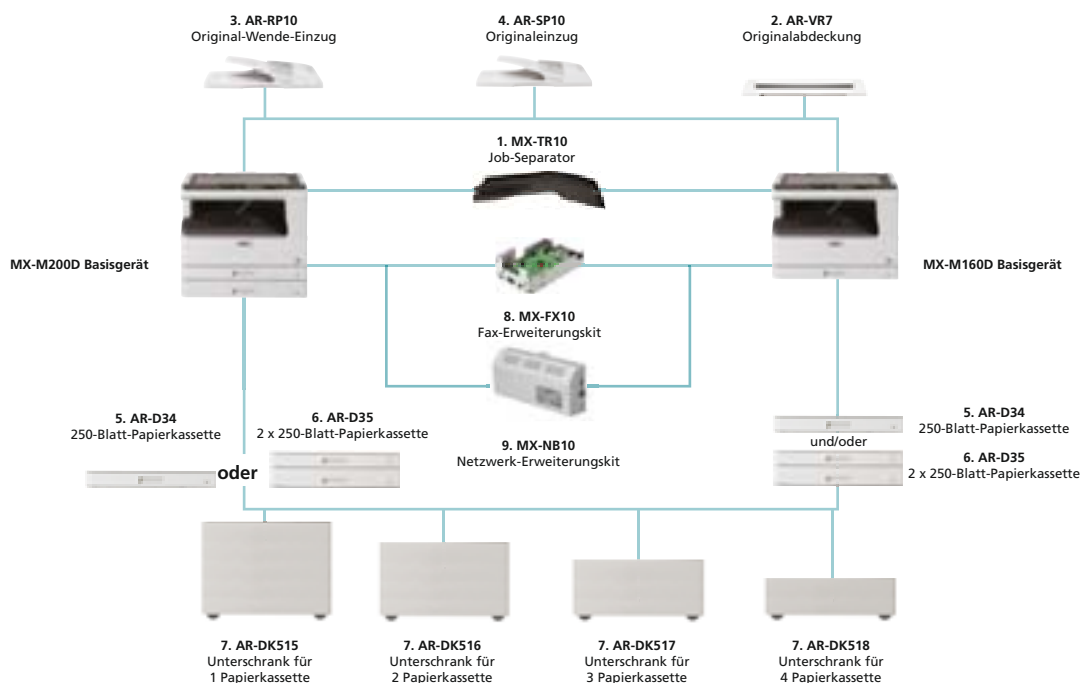 3. AR-RP10
Original-Wende-Einzug
4. AR-SP10
Originaleinzug
2. AR-VR7
Originalabdeckung
1. MX-TR10
Job-Separator
MX-M200D Basisgerät
MX-M160D Basisgerät
8. MX-FX10
Fax-Erweiterungskit
9. MX-NB10
Netzwerk-Erweiterungskit
5. AR-D34
250-Blatt-Papierkassette
oder
6. AR-D35
2 x 250-Blatt-Papierkassette
5. AR-D34
250-Blatt-Papierkassette
und/oder
6. AR-D35
2 x 250-Blatt-Papierkassette
7. AR-DK515
Unterschrank für
1 Papierkassette
7. AR-DK516
Unterschrank für
2 Papierkassette
7. AR-DK517
Unterschrank für
3 Papierkassette
7. AR-DK518
Unterschrank für
4 Papierkassette